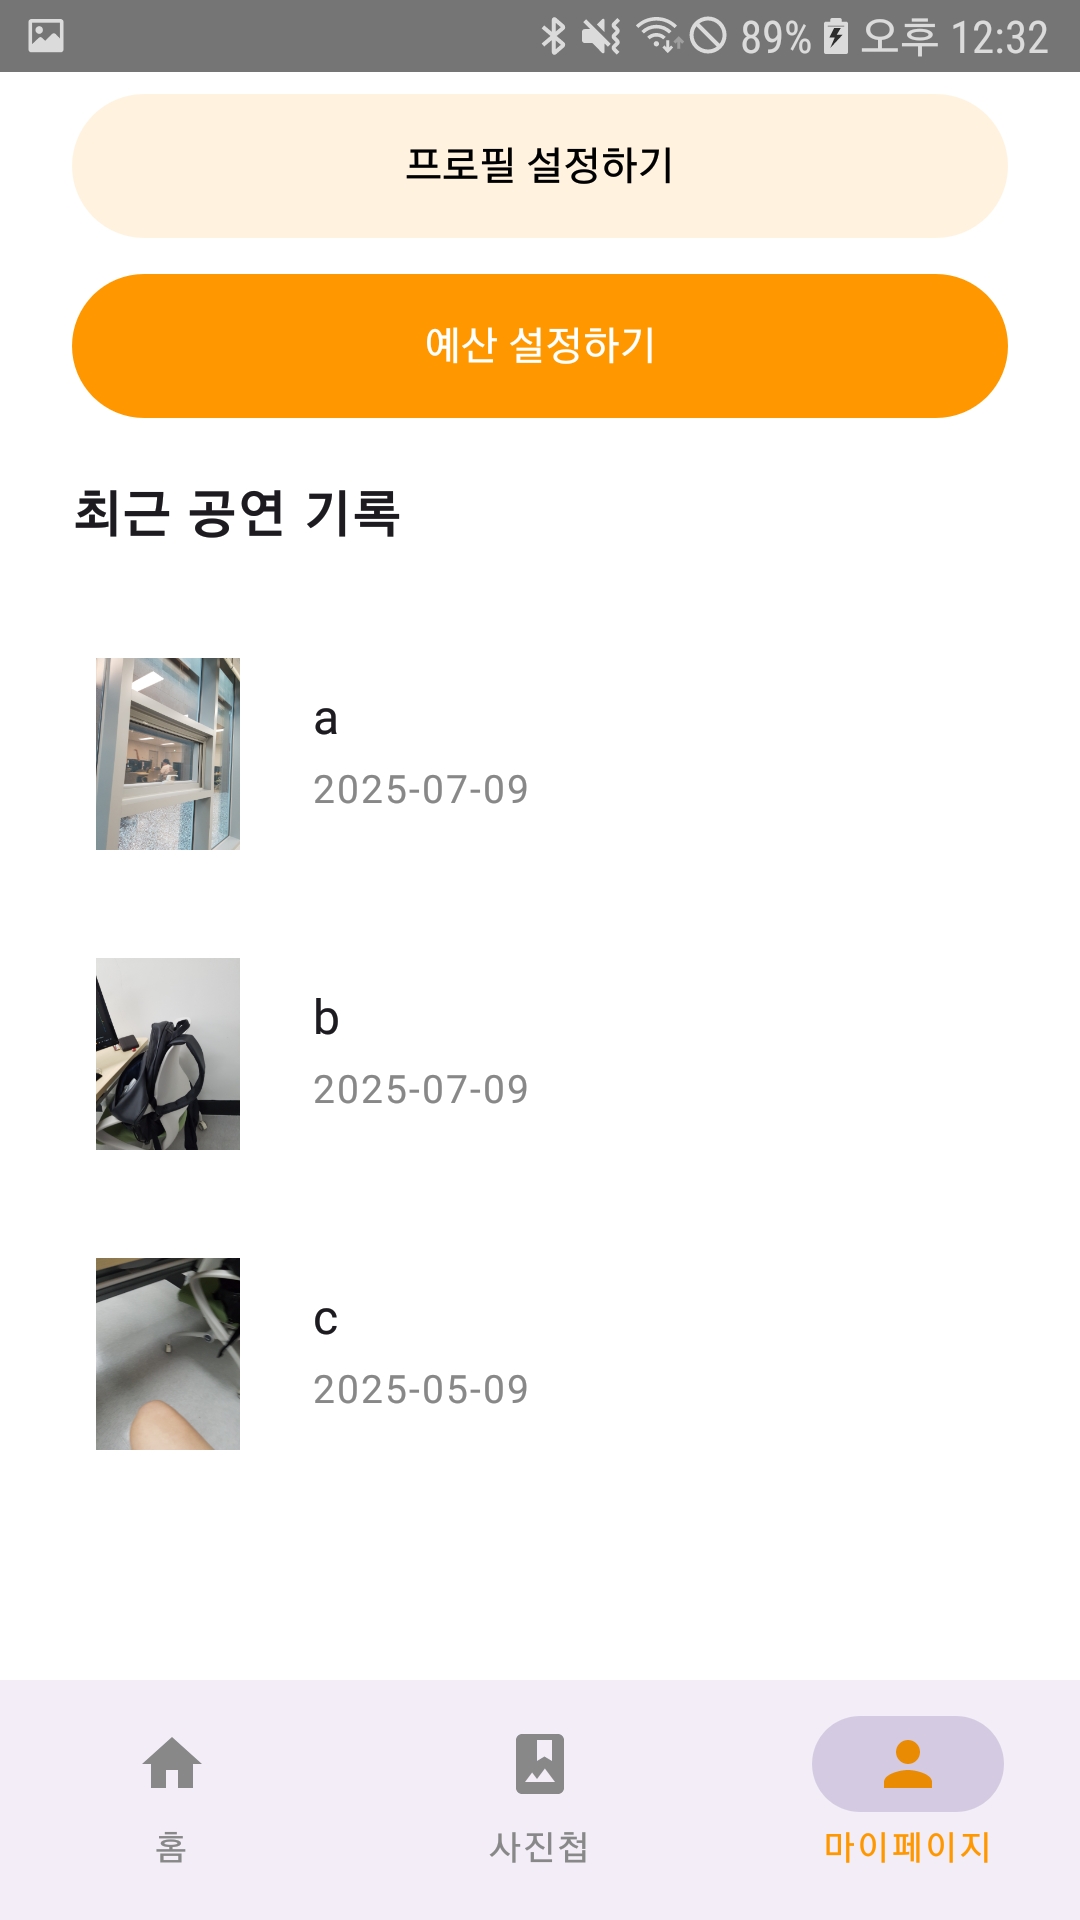 89% 오후 12:32
프로필 설정하기
예산 설정하기
최근 공연 기록
a
2025-07-09
b
2025-07-09
c
2025-05-09
홈 사진첩 마이페이지